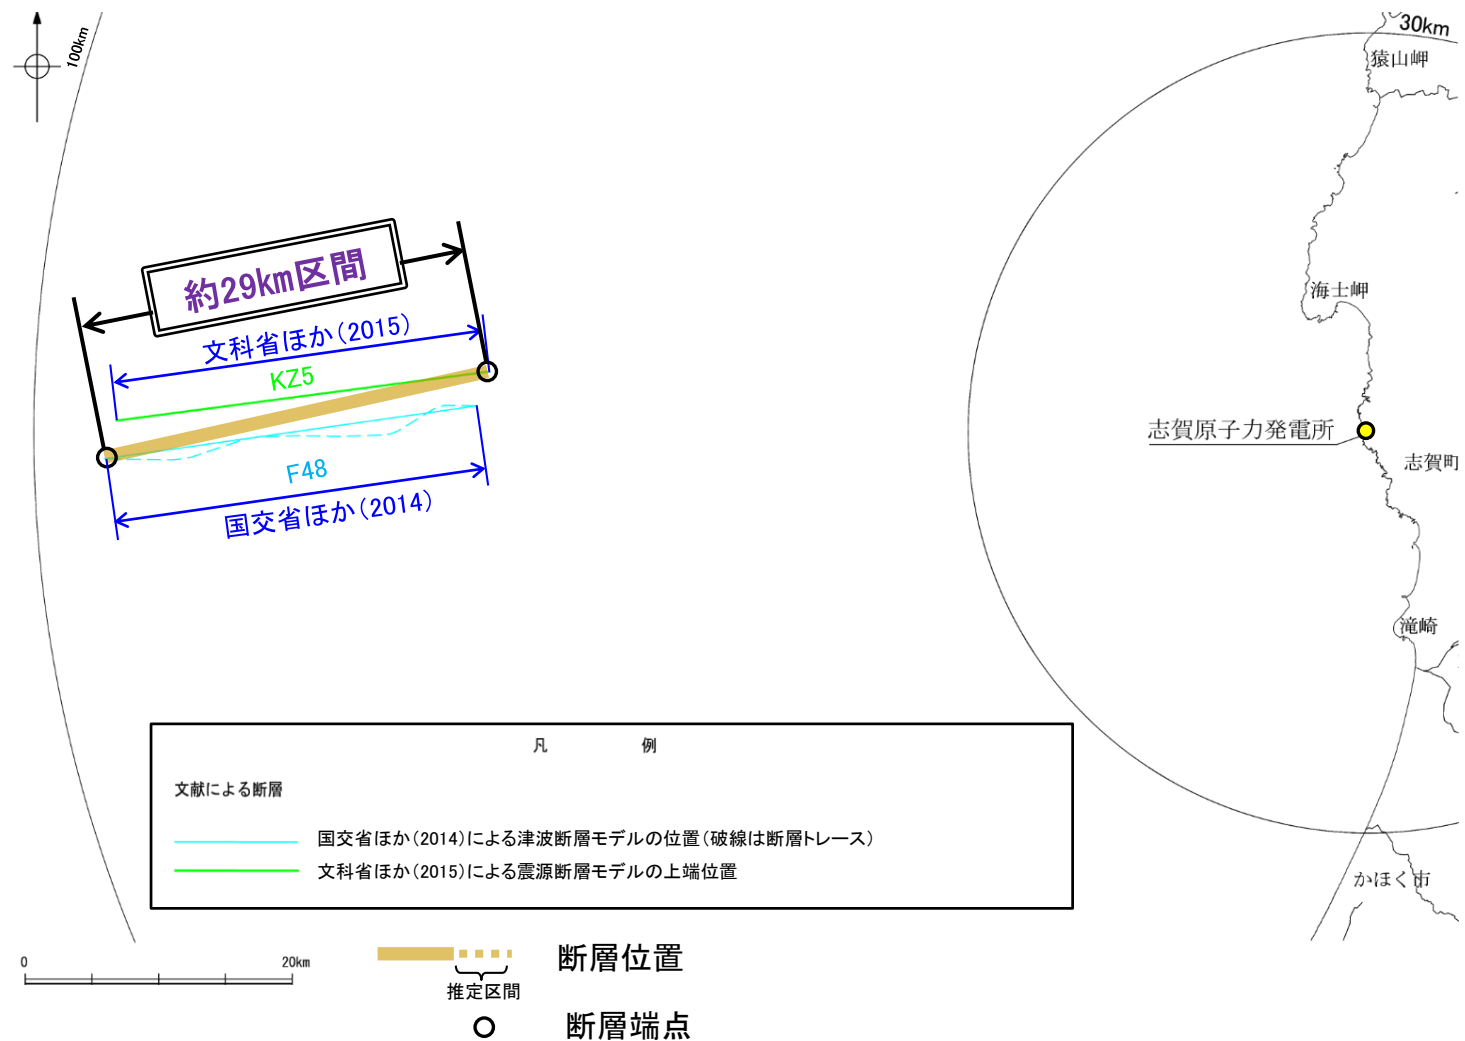 100km
30km
猿山岬
約29km区間
海士岬
文科省ほか（2015）
KZ5
志賀原子力発電所
志賀町
F48
国交省ほか（2014）
滝崎
凡　　　例
文献による断層
国交省ほか（2014）による津波断層モデルの位置（破線は断層トレース）
文科省ほか（2015）による震源断層モデルの上端位置
かほく市
0
20km
断層位置
推定区間
断層端点